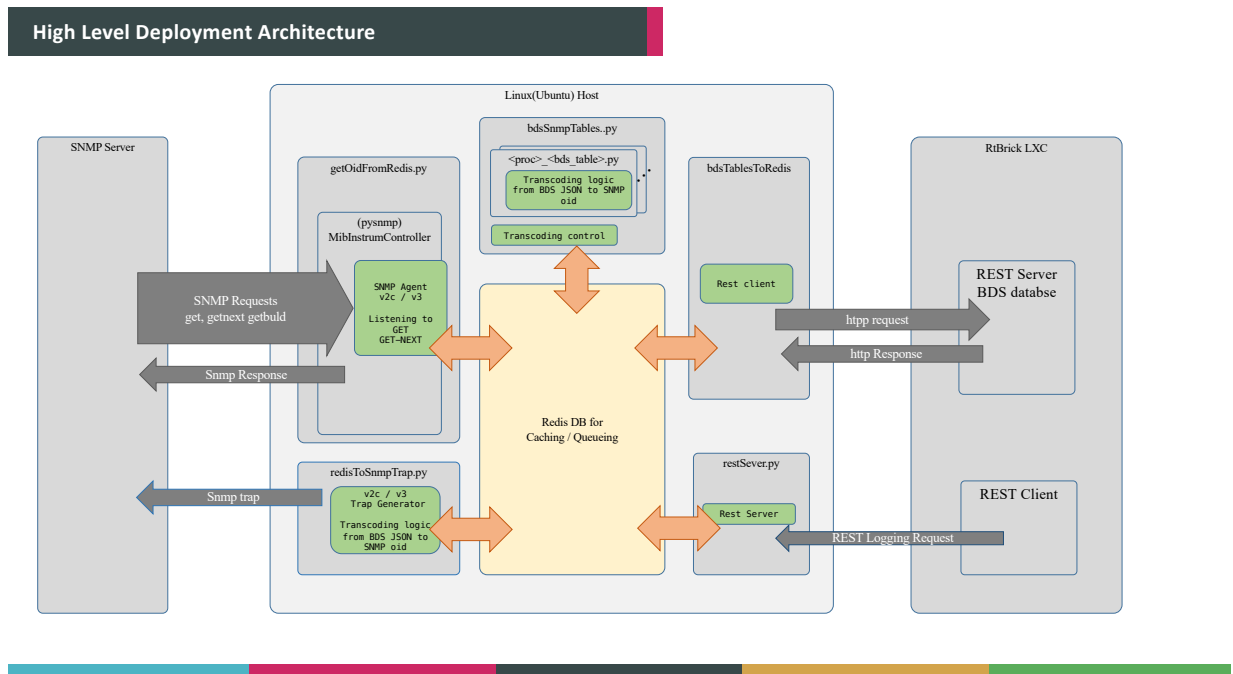 High Level Deployment Architecture
Linux(Ubuntu) Host
SNMP Server
getOidFromRedis.py
(pysnmp)
MibInstrumController
SNMP Agent
v2c / v3
Listening to
GET
GET-NEXT
SNMP Requests
get, getnext getbuld
Snmp Response
redisToSnmpTrap.py
v2c / v3
Trap Generator
Transcoding logic
from BDS JSON to
SNMP oid
Snmp trap
bdsSnmpTables..py
<proc>_<bds_table>.py
Transcoding logic
from BDS JSON to SNMP
oid
Transcoding control
Redis DB for
Caching / Queueing
bdsTablesToRedis
Rest client
restSever.py
Rest Server
RtBrick LXC
REST Server
BDS databse
htpp request
http Response
REST Client
REST Logging Request